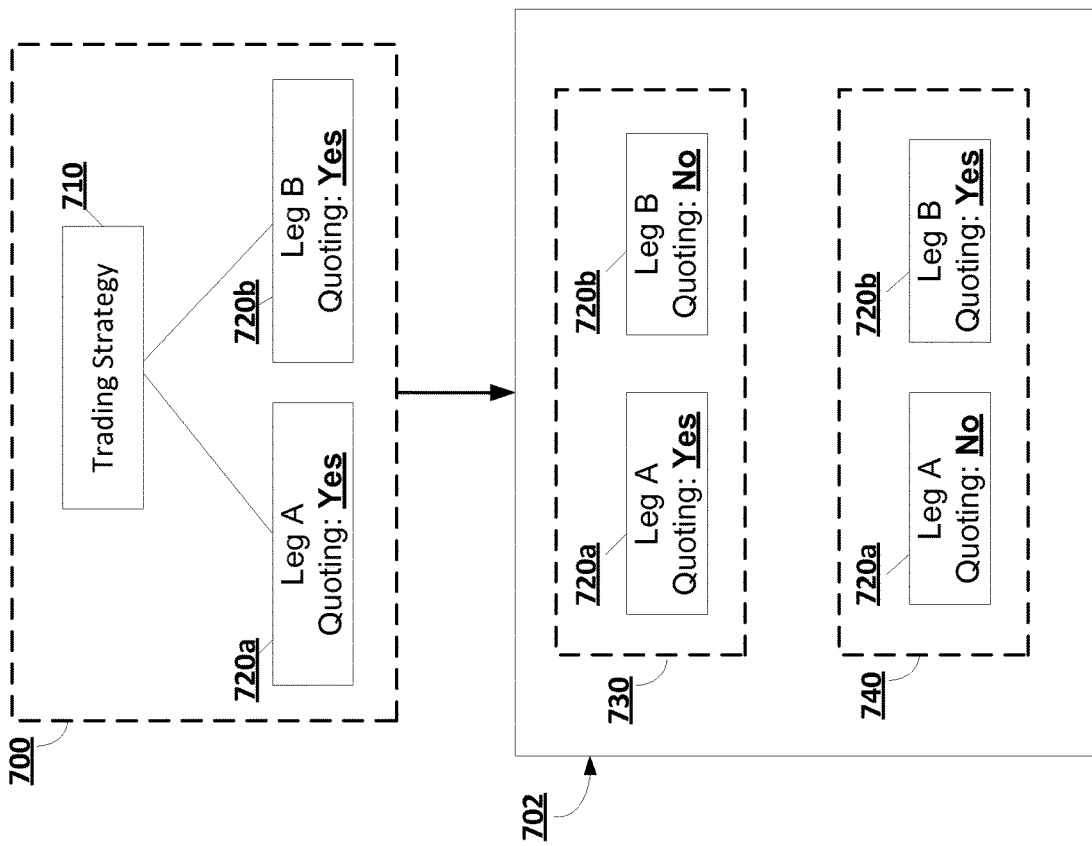 700
710
Trading Strategy
720a
Leg A
Quoting: Yes
720b
Leg B
Quoting: Yes
702
730
720a
Leg A
Quoting: Yes
720b
Leg B
Quoting: No
740
720a
Leg A
Quoting: No
720b
Leg B
Quoting: Yes